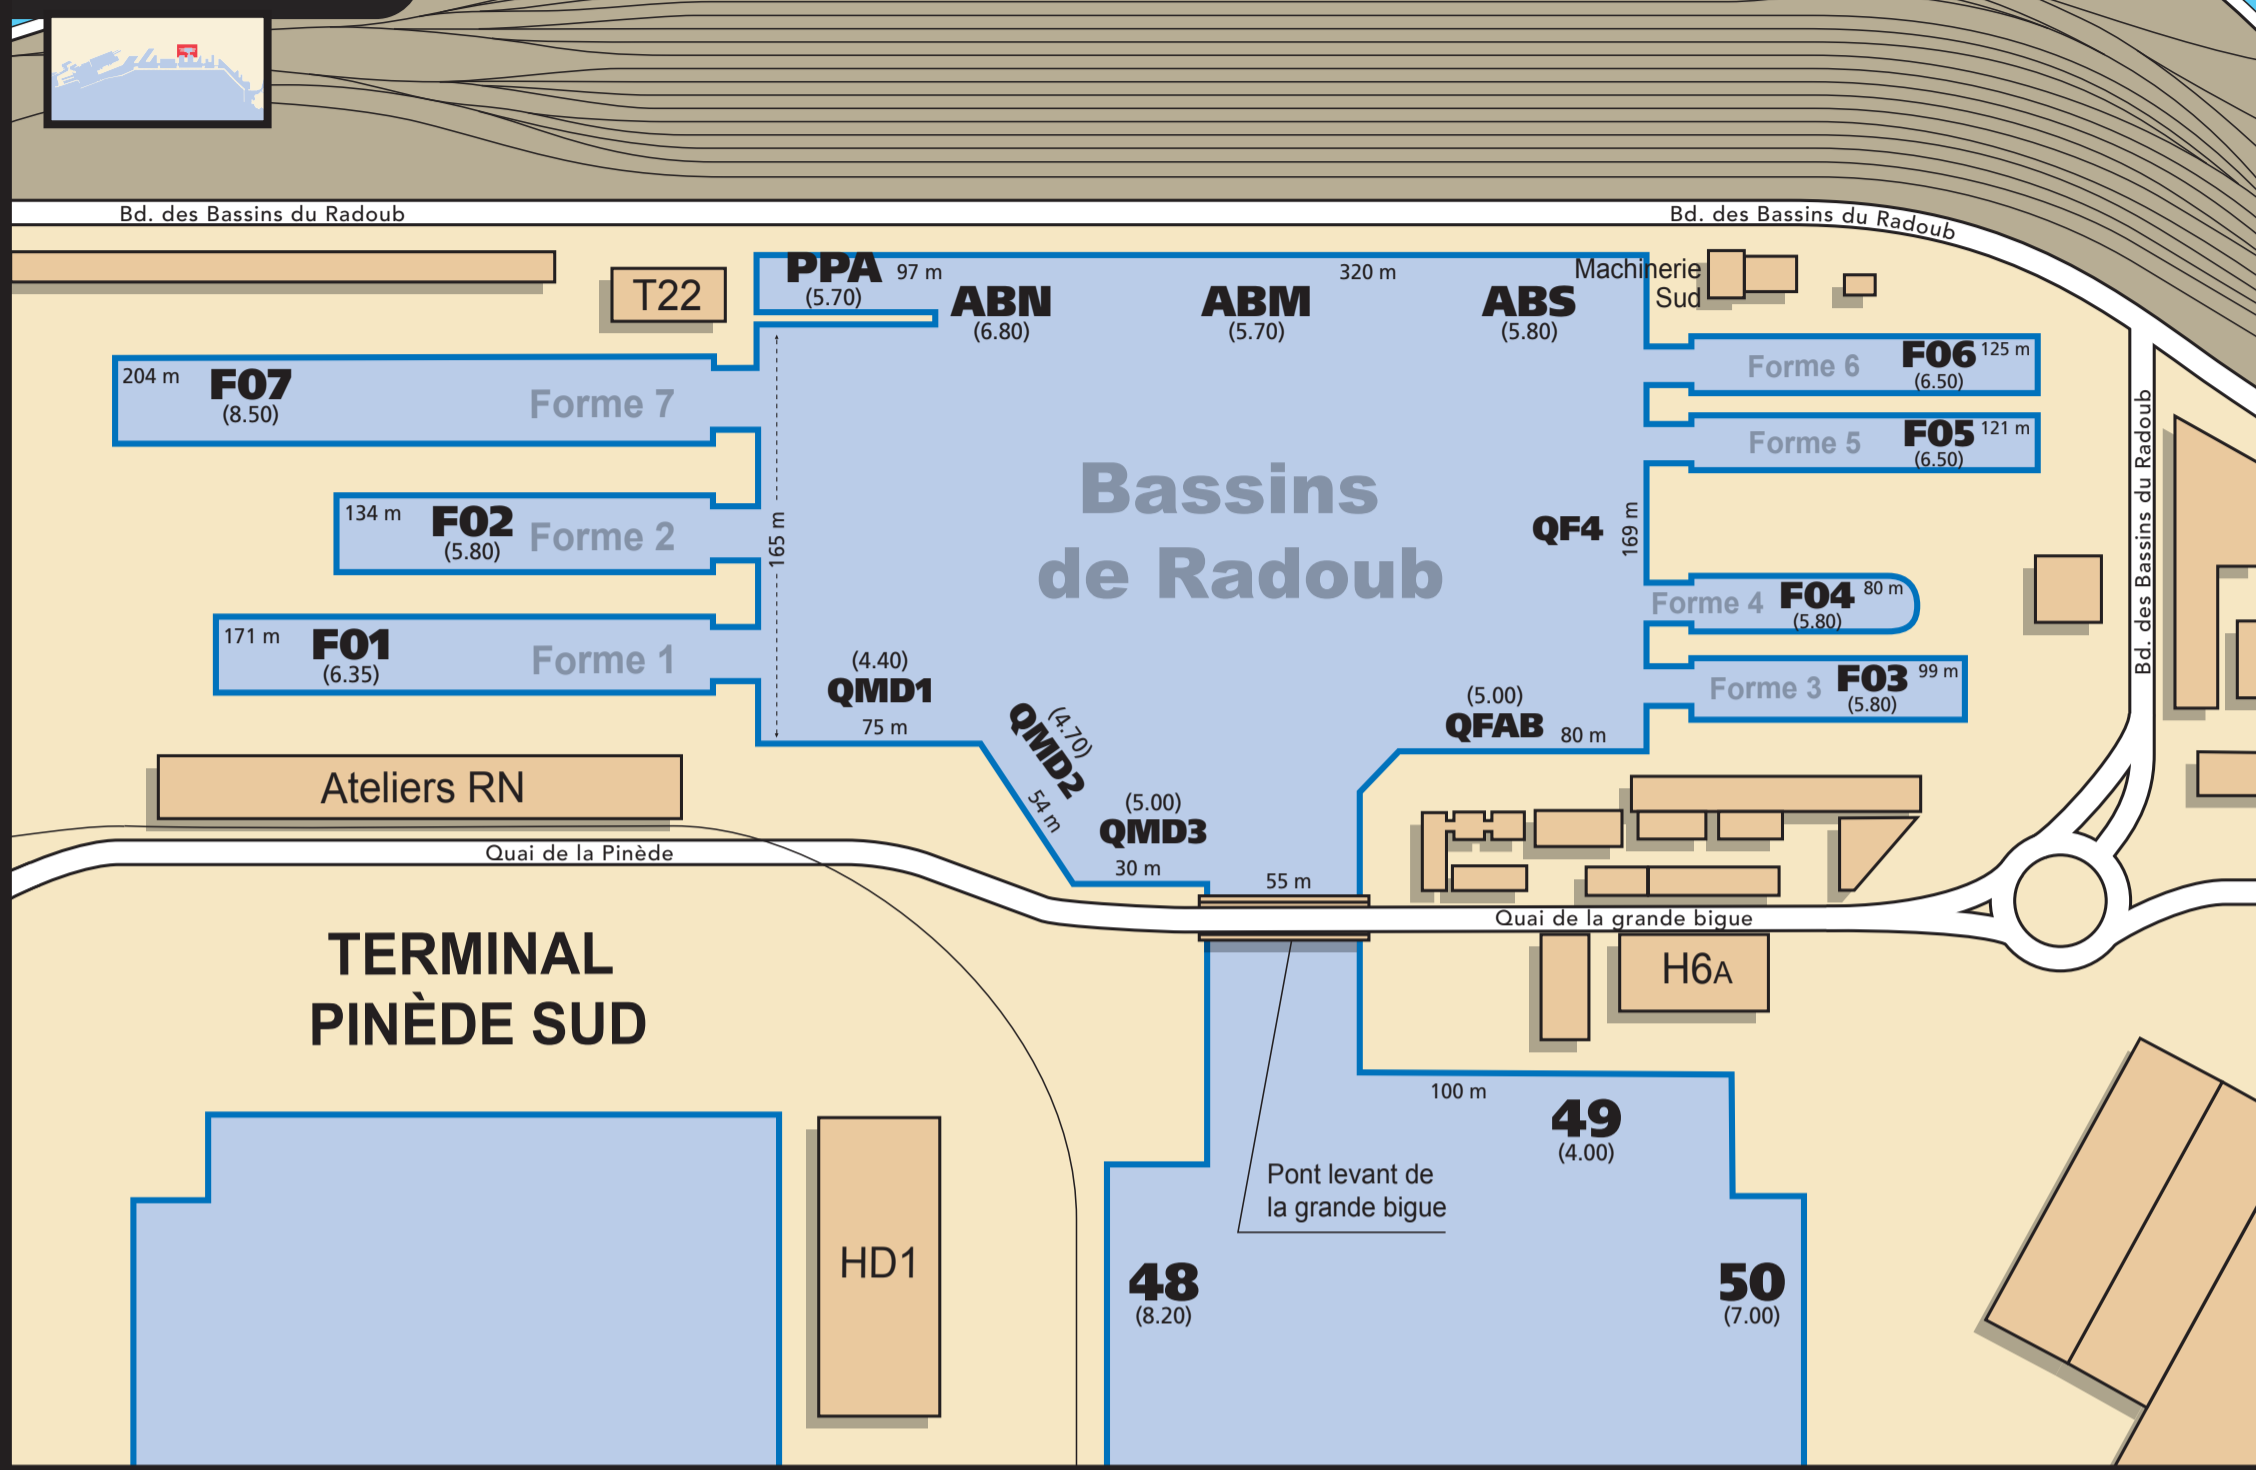 Bd. des Bassins du Radoub
Bd. des Bassins du Radoub
T22
PPA
97 m
(5.70)
ABN
(6.80)
ABM
(5.70)
320 m
ABS
(5.80)
Machinerie
Sud
204 m
F07
(8.50)
Forme 7
Forme 6
F06
125 m
(6.50)
Forme 5
F05
121 m
(6.50)
134 m
F02
(5.80)
Forme 2
165 m
Bassins
de Radoub
QF4
169 m
Bd. des Bassins du Radoub
Forme 4
F04
80 m
(5.80)
171 m
F01
(6.35)
Forme 1
(4.40)
QMD1
75 m
(4.70)
QMD2
54 m
(5.00)
QMD3
30 m
(5.00)
QFAB
80 m
Forme 3
F03
99 m
(5.80)
Ateliers RN
Quai de la Pinède
55 m
Quai de la grande bigue
H6A
TERMINAL
PINÈDE SUD
100 m
49
(4.00)
Pont levant de
la grande bigue
HD1
48
(8.20)
50
(7.00)